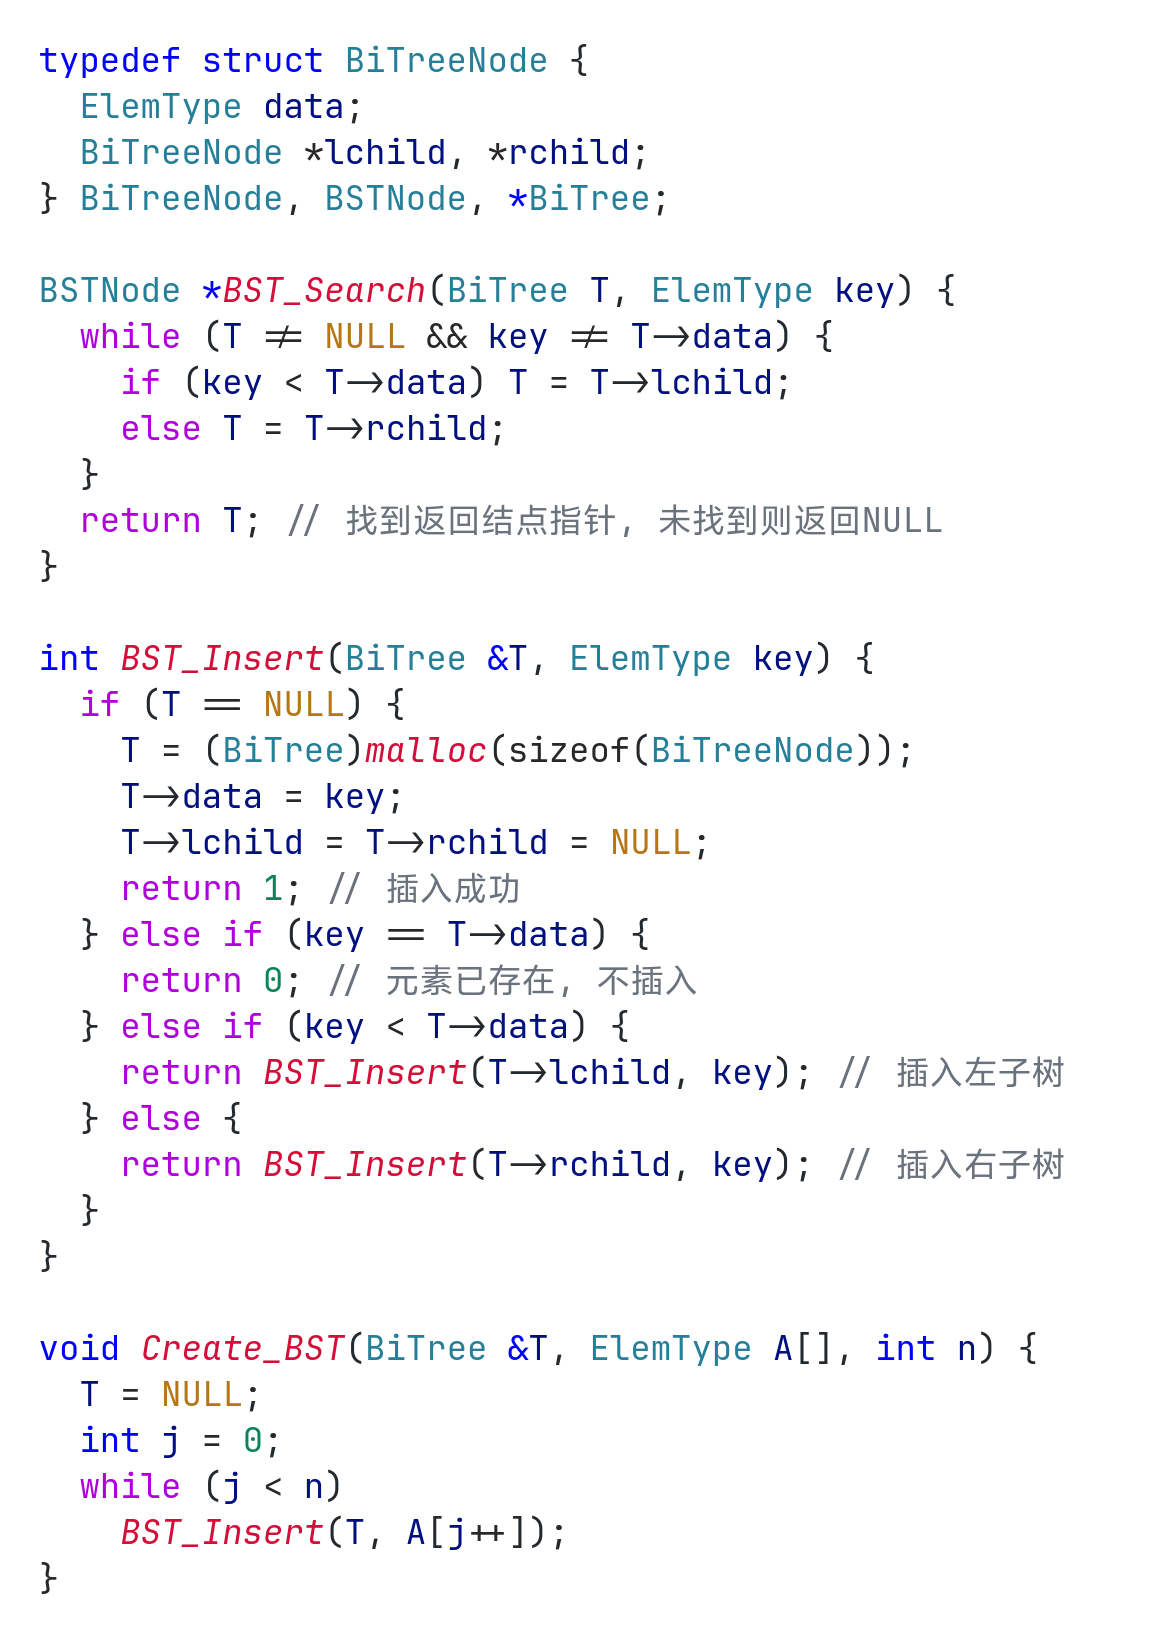 typedef struct BiTreeNode {
  ElemType data;
  BiTreeNode *lchild, *rchild;
} BiTreeNode, BSTNode, *BiTree;

BSTNode *BST_Search(BiTree T, ElemType key) {
  while (T != NULL && key != T->data) {
    if (key < T->data) T = T->lchild;
    else T = T->rchild;
  }
  return T; // 找到返回结点指针, 未找到则返回NULL
}

int BST_Insert(BiTree &T, ElemType key) {
  if (T == NULL) {
    T = (BiTree)malloc(sizeof(BiTreeNode));
    T->data = key;
    T->lchild = T->rchild = NULL;
    return 1; // 插入成功
  } else if (key == T->data) {
    return 0; // 元素已存在, 不插入
  } else if (key < T->data) {
    return BST_Insert(T->lchild, key); // 插入左子树
  } else {
    return BST_Insert(T->rchild, key); // 插入右子树
  }
}

void Create_BST(BiTree &T, ElemType A[], int n) {
  T = NULL;
  int j = 0;
  while (j < n)
    BST_Insert(T, A[j++]);
}